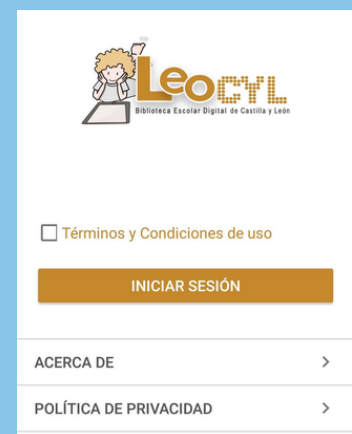 LeoCYL
Biblioteca Escolar Digital de Castilla y León
Términos y Condiciones de uso
INICIAR SESIÓN
ACERCA DE
POLÍTICA DE PRIVACIDAD